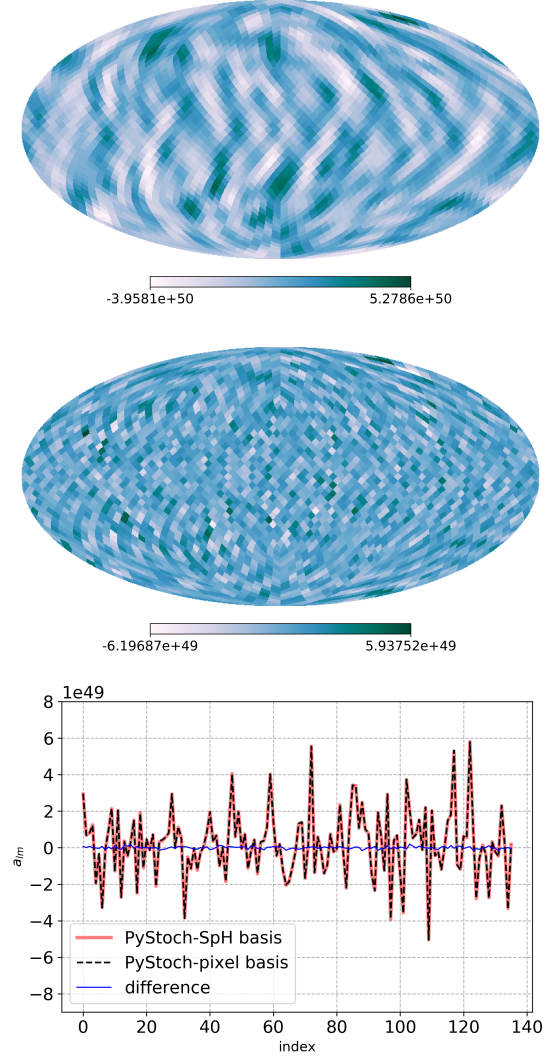 -3.9581e+50 5.2786e+50
-6.19687e+49 5.93752e+49
1e49
8
6
4
2
0
−2
−4
−6
−8
a_{lm}
PyStoch-SpH basis
PyStoch-pixel basis
difference
0 20 40 60 80 100 120 140
index